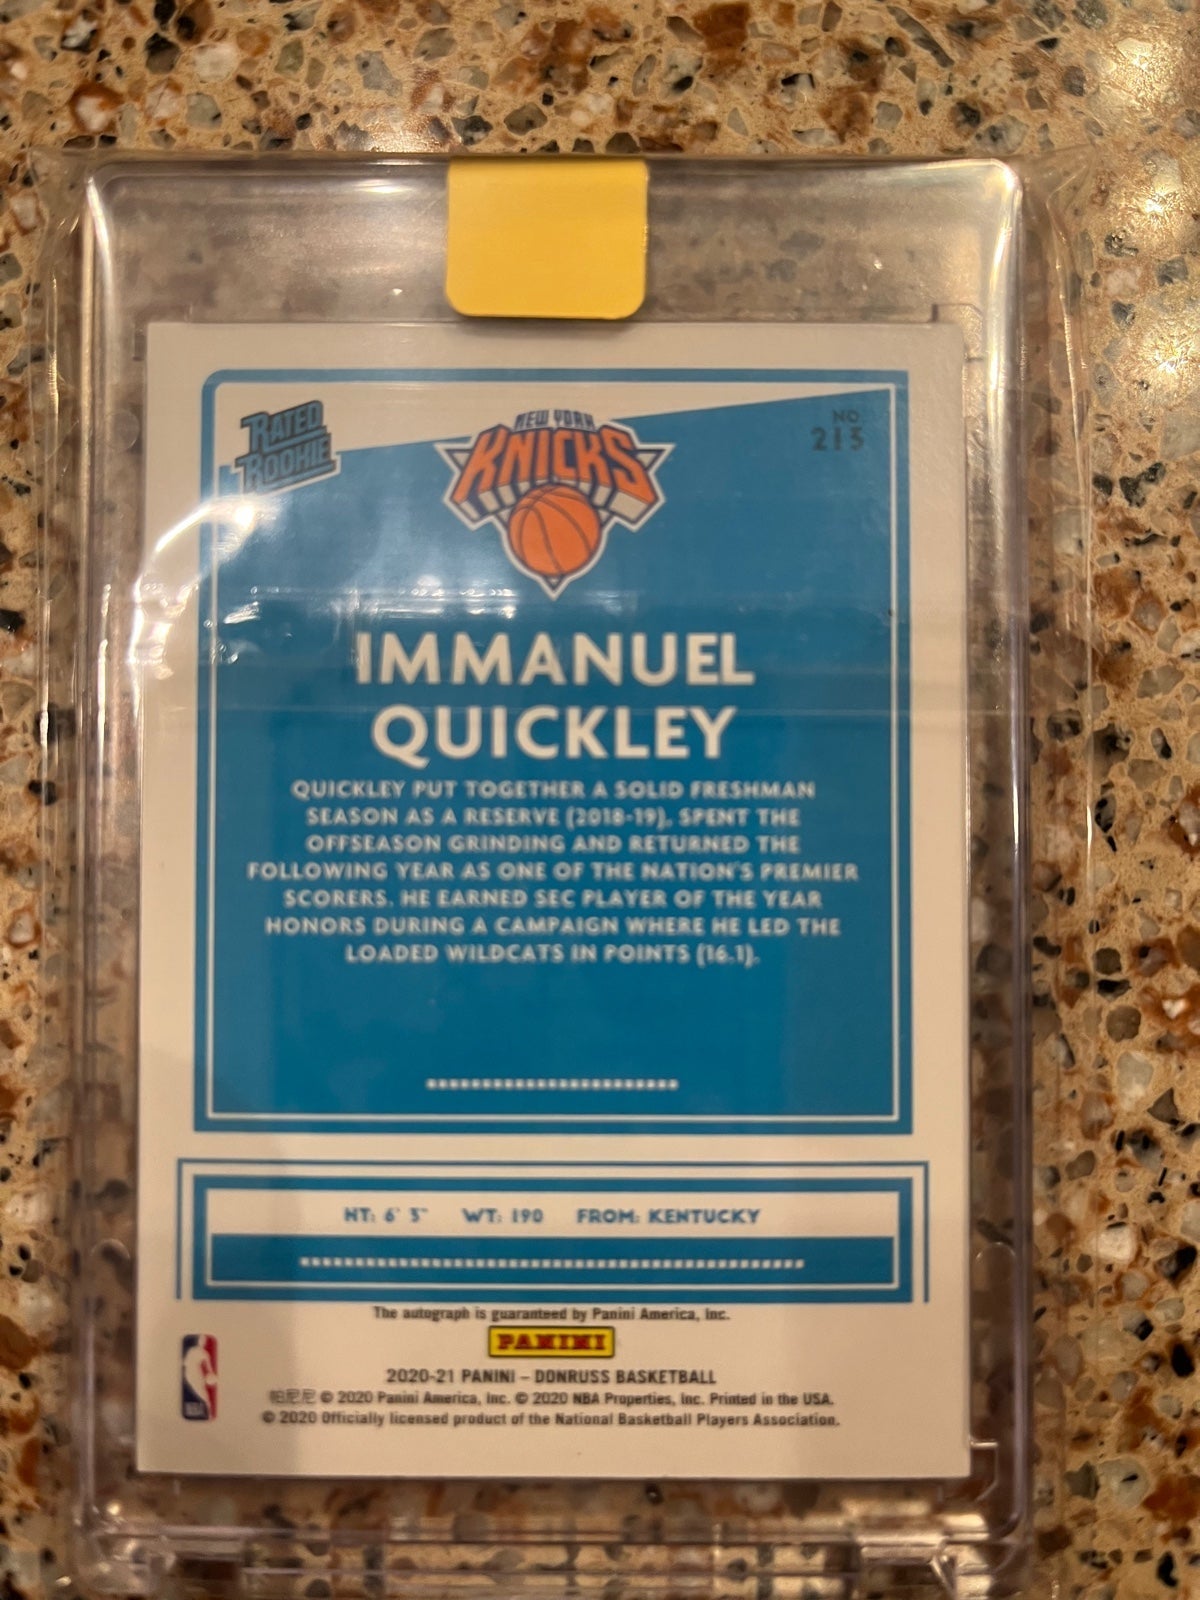 RATED
ROOKIE
NEW YORK
KNICKS
NO
213
IMMANUEL
QUICKLEY
QUICKLEY PUT TOGETHER A SOLID FRESHMAN
SEASON AS A RESERVE (2018-19), SPENT THE
OFFSEASON GRINDING AND RETURNED THE
FOLLOWING YEAR AS ONE OF THE NATION'S PREMIER
SCORERS. HE EARNED SEC PLAYER OF THE YEAR
HONORS DURING A CAMPAIGN WHERE HE LED THE
LOADED WILDCATS IN POINTS (16.1).
HT: 6' 3" WT: 190 FROM: KENTUCKY
The autograph is guaranteed by Panini America, Inc.
PANINI
2020-21 PANINI – DONRUSS BASKETBALL
帕尼尼 © 2020 Panini America, Inc. © 2020 NBA Properties, Inc. Printed in the USA.
© 2020 Officially licensed product of the National Basketball Players Association.
NBA